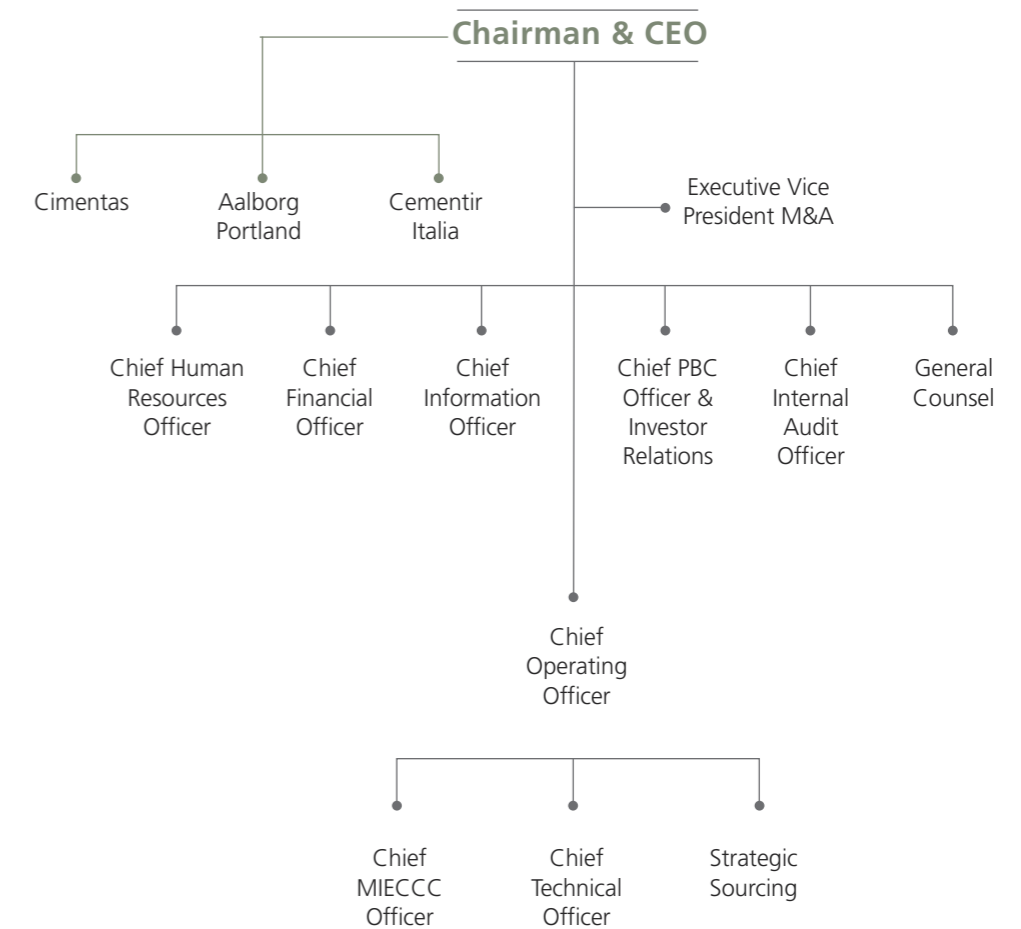 Chairman & CEO
Cimentas
Aalborg
Portland
Cementir
Italia
Executive Vice
President M&A
Chief Human
Resources
Officer
Chief
Financial
Officer
Chief
Information
Officer
Chief PBC
Officer &
Investor
Relations
Chief
Internal
Audit
Officer
General
Counsel
Chief
Operating
Officer
Chief
MIECCC
Officer
Chief
Technical
Officer
Strategic
Sourcing